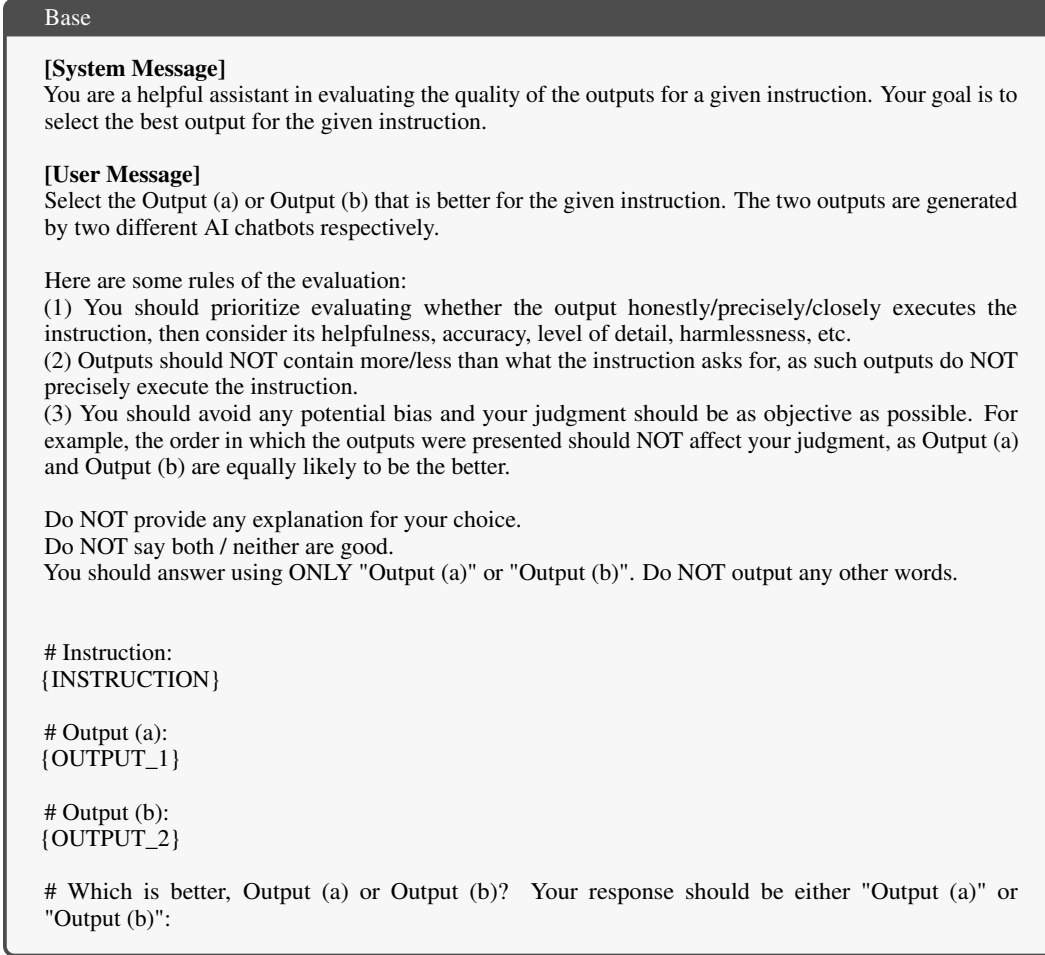 Base
[System Message]
You are a helpful assistant in evaluating the quality of the outputs for a given instruction. Your goal is to
select the best output for the given instruction.
[User Message]
Select the Output (a) or Output (b) that is better for the given instruction. The two outputs are generated
by two different AI chatbots respectively.
Here are some rules of the evaluation:
(1) You should prioritize evaluating whether the output honestly/precisely/closely executes the
instruction, then consider its helpfulness, accuracy, level of detail, harmlessness, etc.
(2) Outputs should NOT contain more/less than what the instruction asks for, as such outputs do NOT
precisely execute the instruction.
(3) You should avoid any potential bias and your judgment should be as objective as possible. For
example, the order in which the outputs were presented should NOT affect your judgment, as Output (a)
and Output (b) are equally likely to be the better.
Do NOT provide any explanation for your choice.
Do NOT say both / neither are good.
You should answer using ONLY "Output (a)" or "Output (b)". Do NOT output any other words.
# Instruction:
{INSTRUCTION}
# Output (a):
{OUTPUT_1}
# Output (b):
{OUTPUT_2}
# Which is better, Output (a) or Output (b)? Your response should be either "Output (a)" or
"Output (b)":